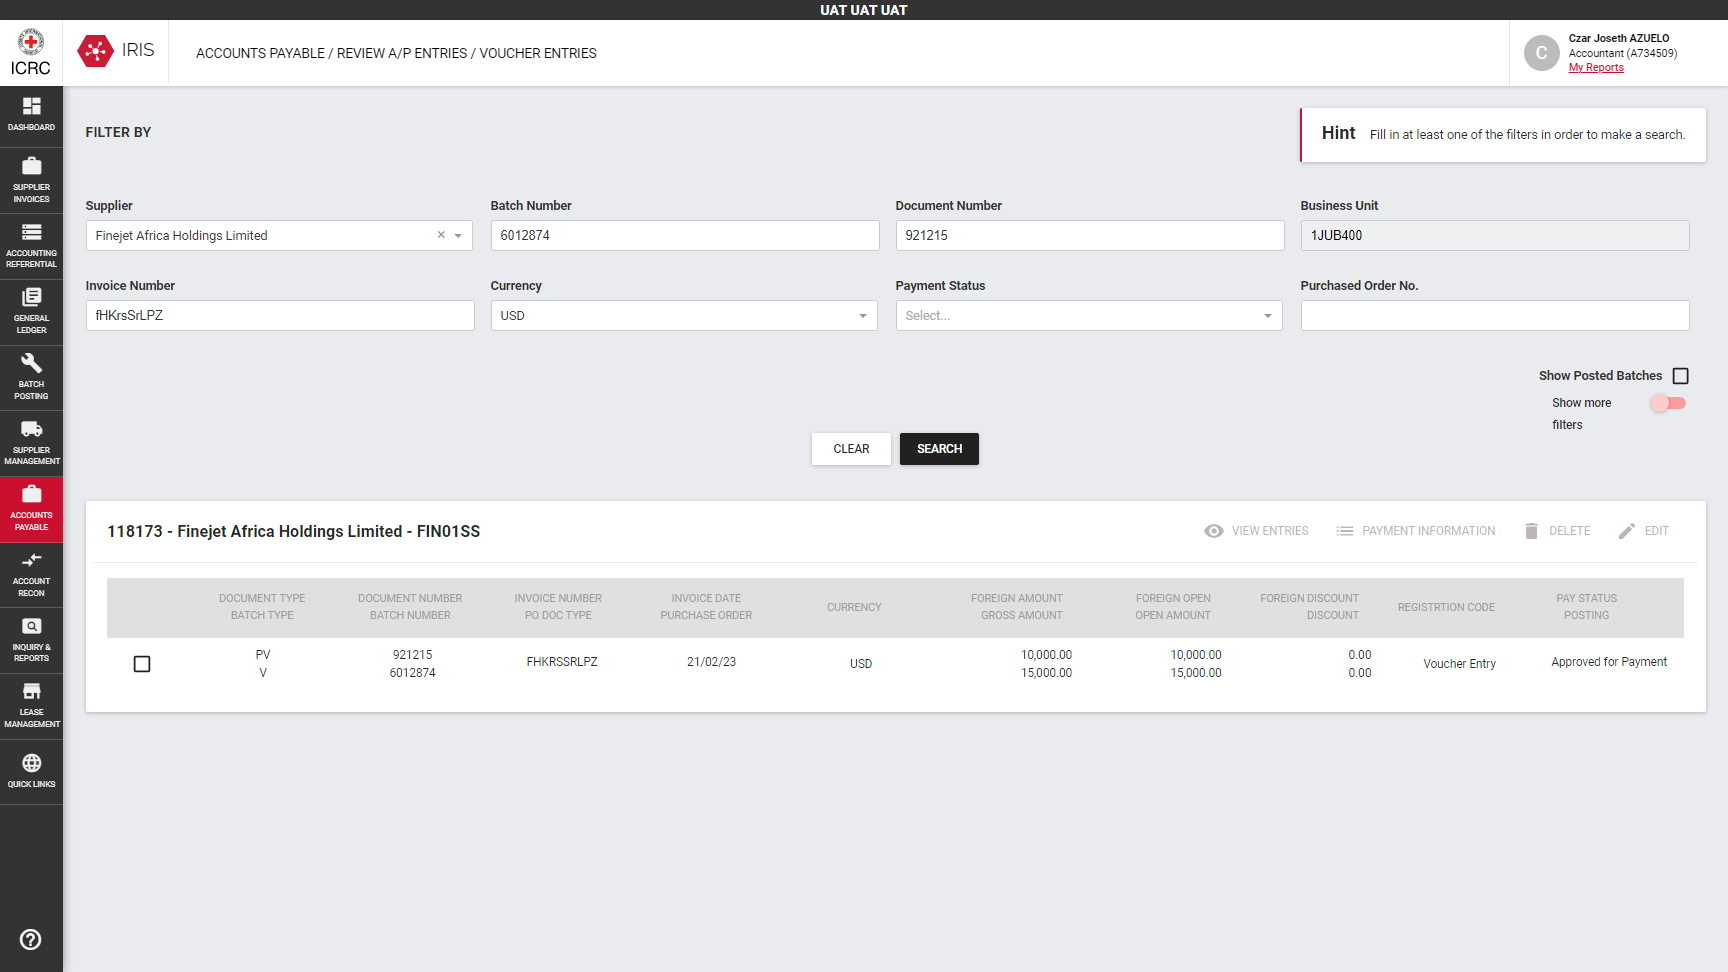 UAT UAT UAT
ICRC
IRIS
ACCOUNTS PAYABLE / REVIEW A/P ENTRIES / VOUCHER ENTRIES
C
Czar Joseth AZUELO
Accountant (A734509)
My Reports
DASHBOARD
SUPPLIER
INVOICES
ACCOUNTING
REFERENTIAL
GENERAL
LEDGER
BATCH
POSTING
SUPPLIER
MANAGEMENT
ACCOUNTS
PAYABLE
ACCOUNT
RECON
INQUIRY &
REPORTS
LEASE
MANAGEMENT
QUICK LINKS
FILTER BY
Hint Fill in at least one of the filters in order to make a search.
Supplier Batch Number Document Number Business Unit
Finejet Africa Holdings Limited 6012874 921215 1JUB400
Invoice Number Currency Payment Status Purchased Order No.
fHKrsSrLPZ USD Select...
Show Posted Batches
Show more
filters
CLEAR SEARCH
118173 - Finejet Africa Holdings Limited - FIN01SS VIEW ENTRIES PAYMENT INFORMATION DELETE EDIT
DOCUMENT TYPE DOCUMENT NUMBER INVOICE NUMBER INVOICE DATE CURRENCY FOREIGN AMOUNT FOREIGN OPEN FOREIGN DISCOUNT REGISTRTION CODE PAY STATUS
BATCH TYPE BATCH NUMBER PO DOC TYPE PURCHASE ORDER GROSS AMOUNT OPEN AMOUNT DISCOUNT POSTING
PV 921215 FHKRSSRLPZ 21/02/23 USD 10,000.00 10,000.00 0.00 Voucher Entry Approved for Payment
V 6012874 15,000.00 15,000.00 0.00